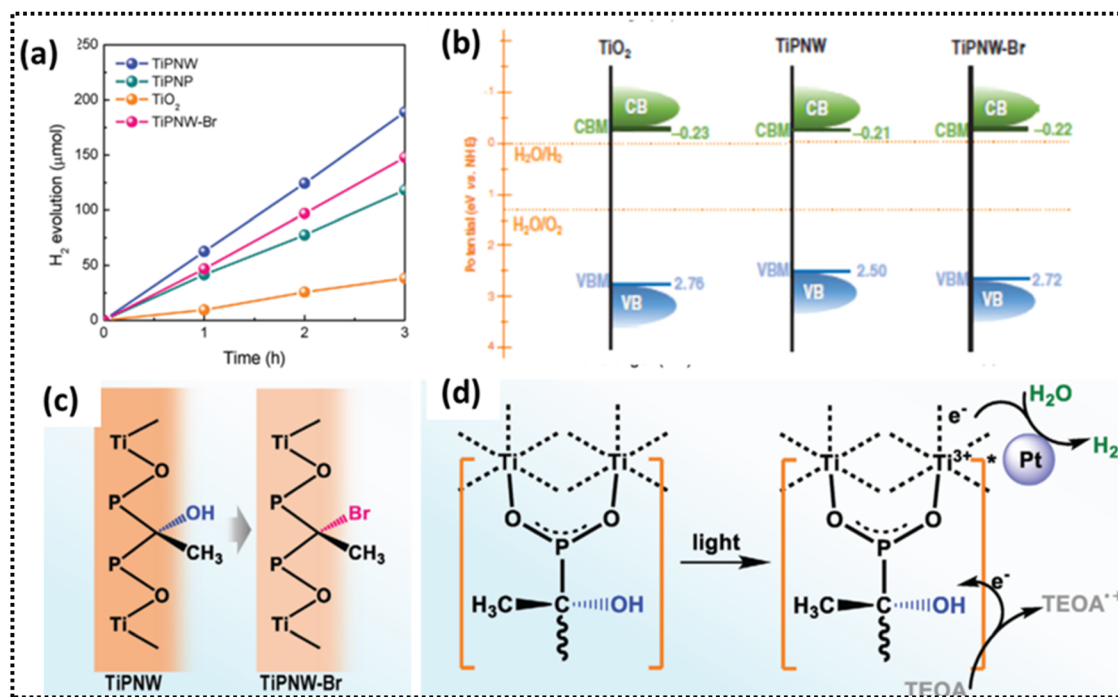 (a)
H2 evolution (μmol)
250
200
150
100
50
0
0
1
2
3
Time (h)
TiPNW
TiPNP
TiO2
TiPNW-Br
(b)
TiO2
TiPNW
TiPNW-Br
Potential (eV vs. NHE)
-1
0
1
2
3
4
CB
CB
CB
CBM
-0.23
CBM
-0.21
CBM
-0.22
H2O/H2
H2O/O2
VBM
2.76
VBM
2.50
VBM
2.72
VB
VB
VB
(c)
Ti
O
P
OH
CH3
P
O
Ti
TiPNW
Ti
O
P
Br
CH3
P
O
Ti
TiPNW-Br
(d)
Ti
Ti
O
O
P
H3C
C
OH
light
Ti
Ti3+
*
e-
H2O
H2
Pt
O
O
P
H3C
C
OH
e-
TEOA•+
TEOA